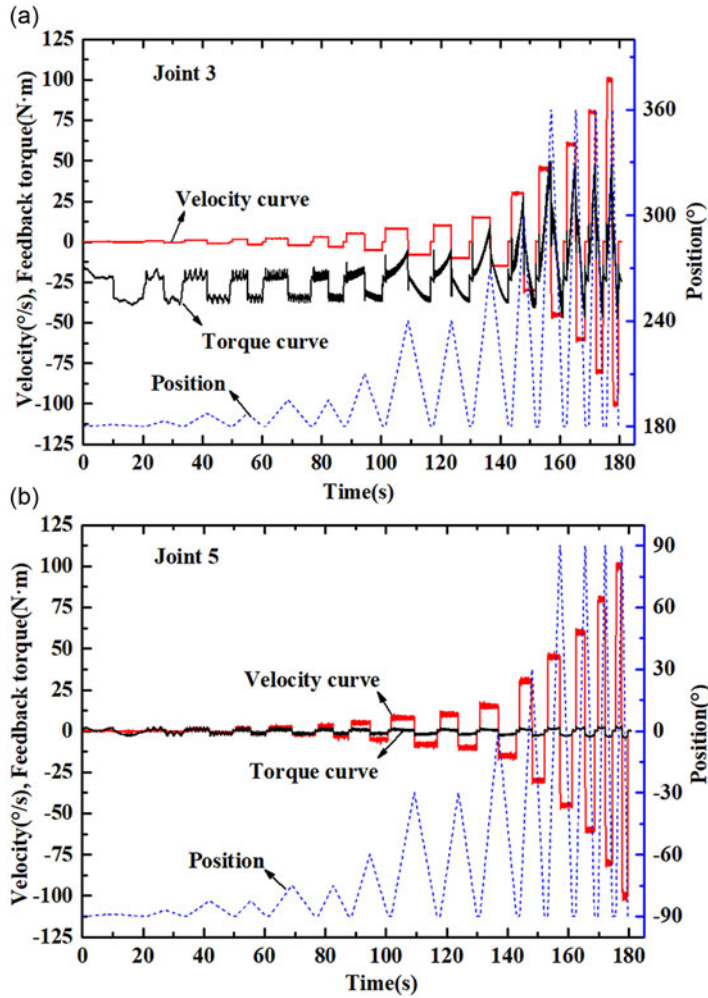 (a)
Joint 3
Velocity curve
Torque curve
Position
Velocity(°/s), Feedback torque(N·m)
125
100
75
50
25
0
-25
-50
-75
-100
-125
Position(°)
360
300
240
180
0 20 40 60 80 100 120 140 160 180
Time(s)
(b)
Joint 5
Velocity curve
Torque curve
Position
Velocity(°/s), Feedback torque(N·m)
125
100
75
50
25
0
-25
-50
-75
-100
-125
Position(°)
90
60
30
0
-30
-60
-90
0 20 40 60 80 100 120 140 160 180
Time(s)